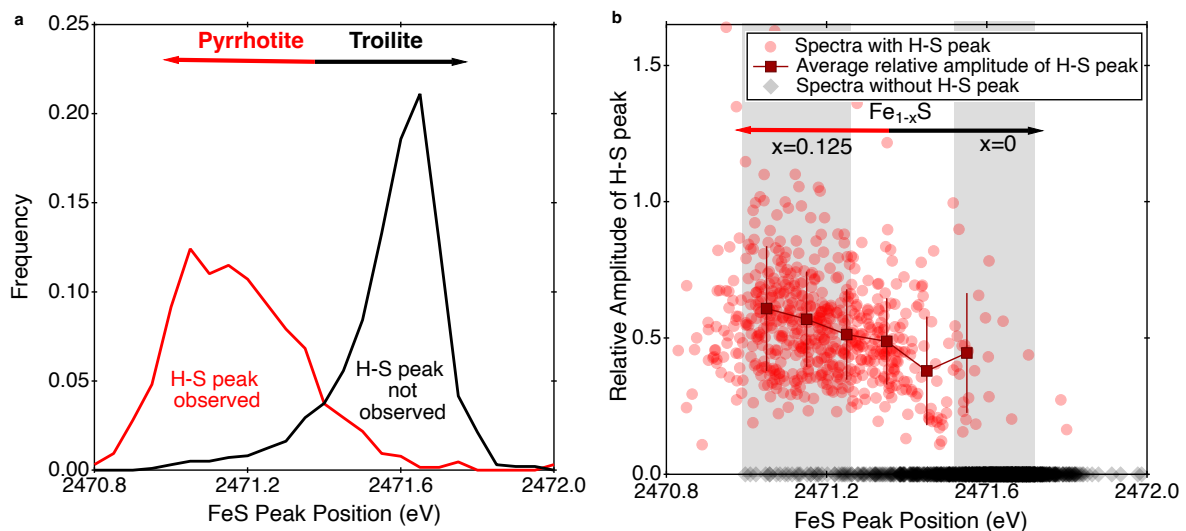 a
Pyrrhotite Troilite
0.25
0.20
0.15
0.10
0.05
0.00
Frequency
H-S peak
observed
H-S peak
not
observed
2470.8 2471.2 2471.6 2472.0
FeS Peak Position (eV)
b
Spectra with H-S peak
Average relative amplitude of H-S peak
Spectra without H-S peak
Fe1-xS
x=0.125 x=0
1.5
1.0
0.5
0.0
Relative Amplitude of H-S peak
2470.8 2471.2 2471.6 2472.0
FeS Peak Position (eV)